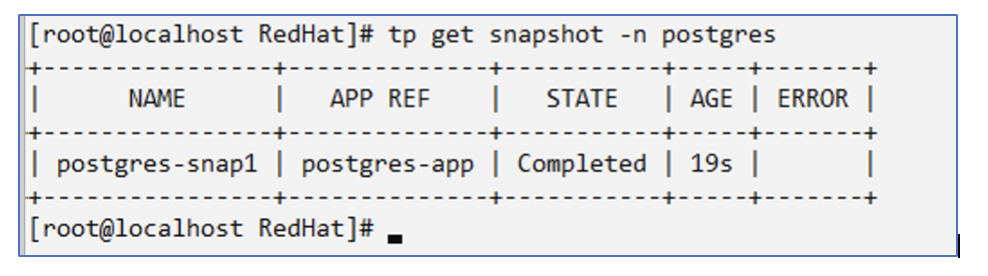 [root@localhost RedHat]# tp get snapshot -n postgres
+----------------+--------------+-----------+-----+-------+
|      NAME      |   APP REF    |   STATE   | AGE | ERROR |
+----------------+--------------+-----------+-----+-------+
| postgres-snap1 | postgres-app | Completed | 19s |       |
+----------------+--------------+-----------+-----+-------+
[root@localhost RedHat]#